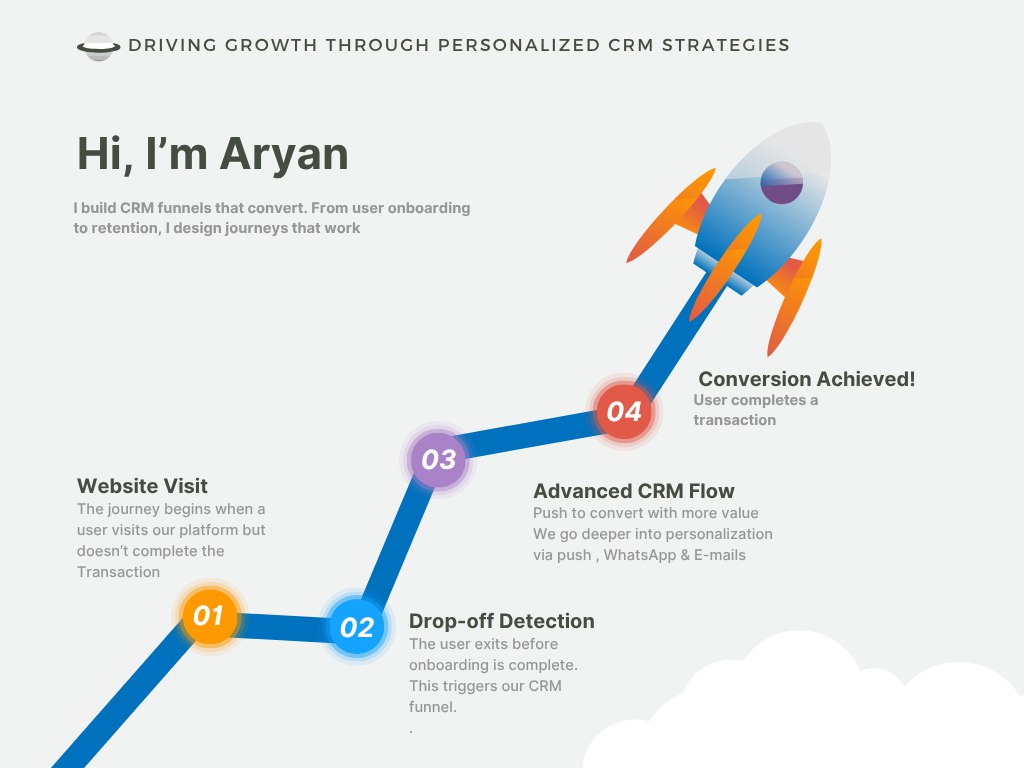 DRIVING GROWTH THROUGH PERSONALIZED CRM STRATEGIES
Hi, I’m Aryan
I build CRM funnels that convert. From user onboarding
to retention, I design journeys that work
Conversion Achieved!
User completes a
transaction
04
03
Website Visit
The journey begins when a
user visits our platform but
doesn’t complete the
Transaction
Advanced CRM Flow
Push to convert with more value
We go deeper into personalization
via push , WhatsApp & E-mails
01
02
Drop-off Detection
The user exits before
onboarding is complete.
This triggers our CRM
funnel.
.